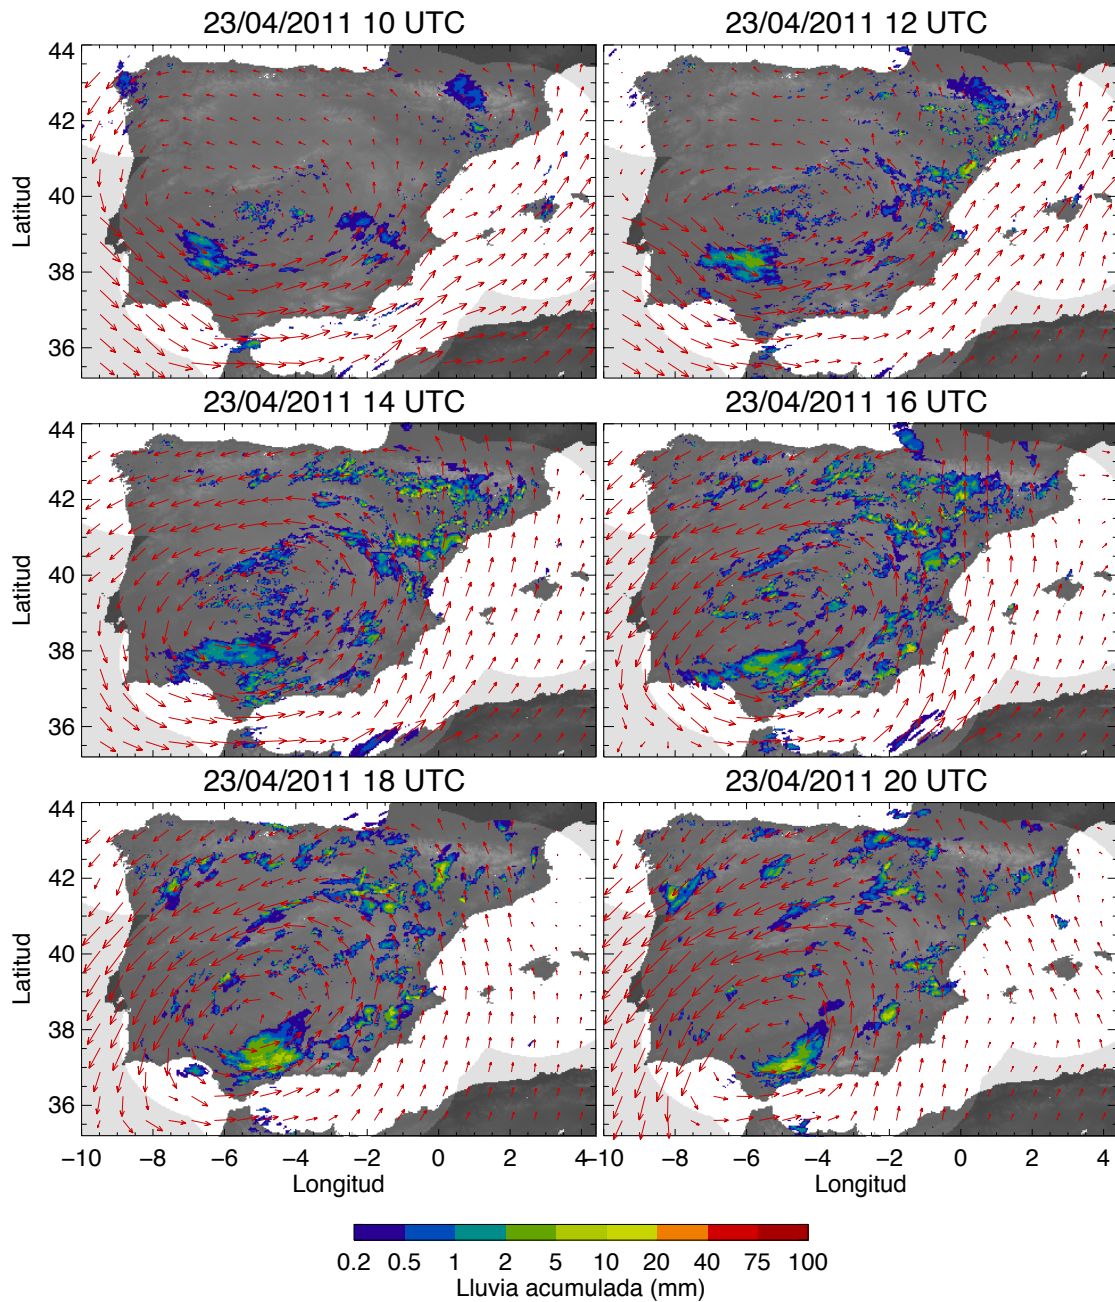 23/04/2011 10 UTC
23/04/2011 12 UTC
44
42
40
38
36
Latitud
23/04/2011 14 UTC
23/04/2011 16 UTC
44
42
40
38
36
Latitud
23/04/2011 18 UTC
23/04/2011 20 UTC
44
42
40
38
36
Latitud
−10 −8 −6 −4 −2 0 2 4
−10 −8 −6 −4 −2 0 2 4
Longitud
Longitud
0.2 0.5 1 2 5 10 20 40 75 100
Lluvia acumulada (mm)